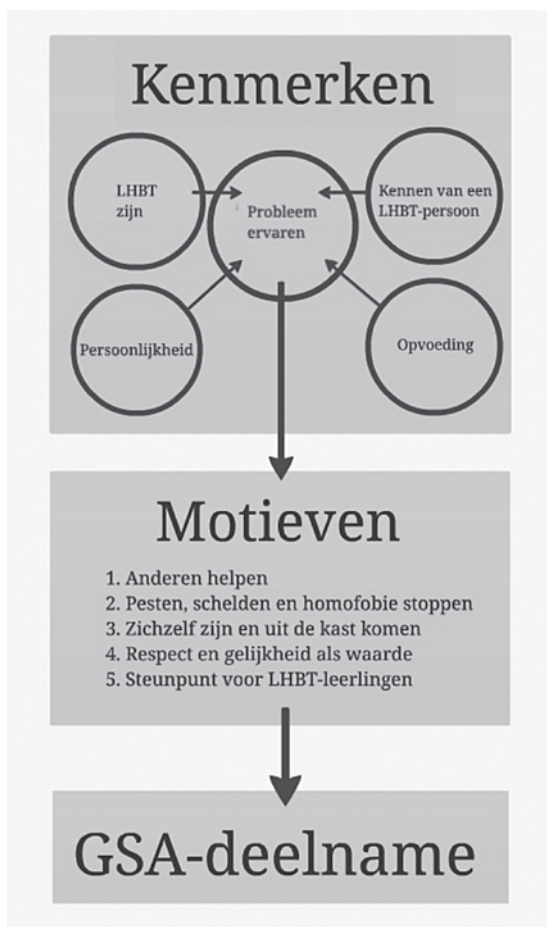 Kenmerken
LHBT
zijn
Probleem
ervaren
Kennen van een
LHBT-persoon
Persoonlijkheid
Opvoeding
Motieven
1. Anderen helpen
2. Pesten, schelden en homofobie stoppen
3. Zichzelf zijn en uit de kast komen
4. Respect en gelijkheid als waarde
5. Steunpunt voor LHBT-leerlingen
GSA-deelname